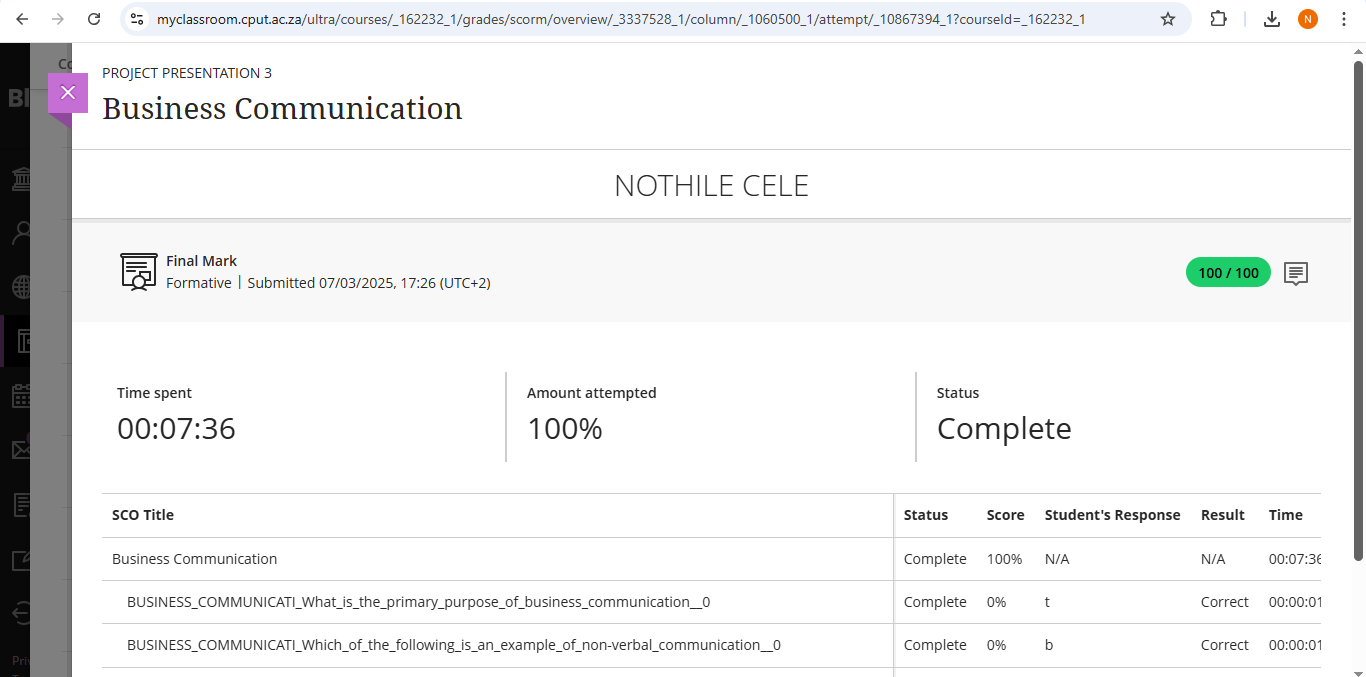 myclassroom.cput.ac.za/ultra/courses/_162232_1/grades/scorm/overview/_3337528_1/column/_1060500_1/attempt/_10867394_1?courseId=_162232_1
N
PROJECT PRESENTATION 3
Business Communication
NOTHILE CELE
Final Mark
Formative | Submitted 07/03/2025, 17:26 (UTC+2)
100 / 100
Time spent
00:07:36
Amount attempted
100%
Status
Complete
SCO Title Status Score Student's Response Result Time
Business Communication Complete 100% N/A N/A 00:07:36
BUSINESS_COMMUNICATI_What_is_the_primary_purpose_of_business_communication__0 Complete 0% t Correct 00:00:01
BUSINESS_COMMUNICATI_Which_of_the_following_is_an_example_of_non-verbal_communication__0 Complete 0% b Correct 00:00:01